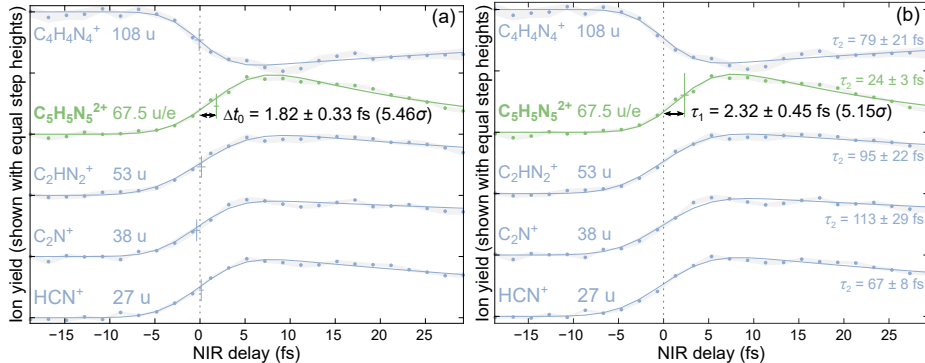 Ion yield (shown with equal step heights)
(a)
C₄H₄N₄⁺ 108 u
C₅H₅N₅²⁺ 67.5 u/e
Δt₀ = 1.82 ± 0.33 fs (5.46σ)
C₂HN₂⁺ 53 u
C₂N⁺ 38 u
HCN⁺ 27 u
−15 −10 −5 0 5 10 15 20 25
NIR delay (fs)
Ion yield (shown with equal step heights)
(b)
C₄H₄N₄⁺ 108 u
τ₂ = 79 ± 21 fs
τ₂ = 24 ± 3 fs
C₅H₅N₅²⁺ 67.5 u/e
τ₁ = 2.32 ± 0.45 fs (5.15σ)
C₂HN₂⁺ 53 u
τ₂ = 95 ± 22 fs
C₂N⁺ 38 u
τ₂ = 113 ± 29 fs
HCN⁺ 27 u
τ₂ = 67 ± 8 fs
−15 −10 −5 0 5 10 15 20 25
NIR delay (fs)